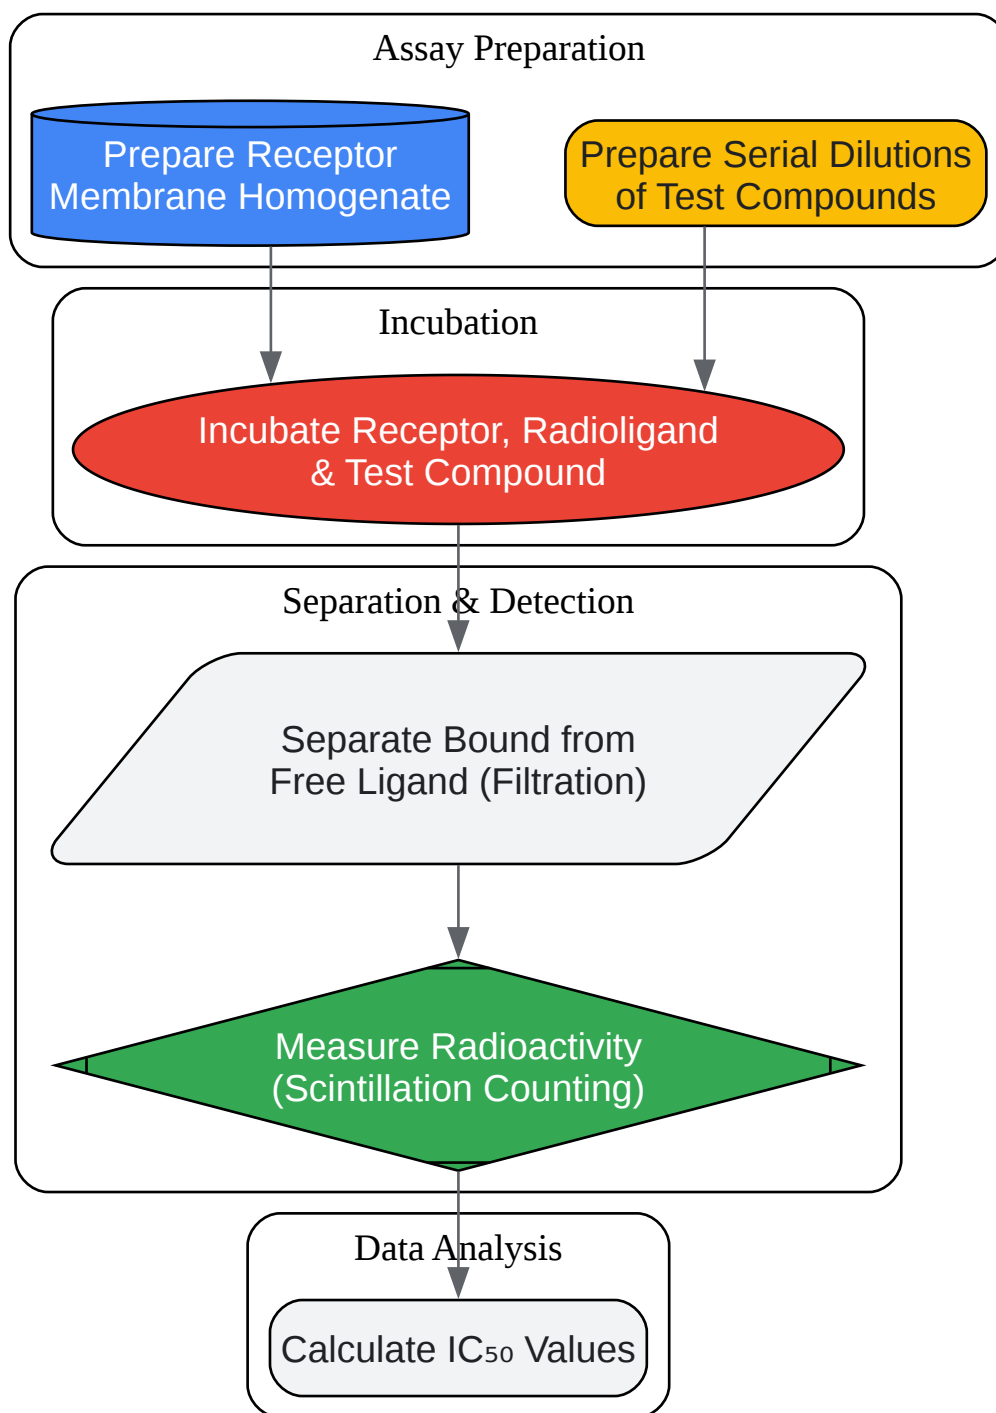 Assay Preparation
Prepare Receptor
Membrane Homogenate
Prepare Serial Dilutions
of Test Compounds
Incubation
Incubate Receptor, Radioligand
& Test Compound
Separation & Detection
Separate Bound from
Free Ligand (Filtration)
Measure Radioactivity
(Scintillation Counting)
Data Analysis
Calculate IC₅₀ Values